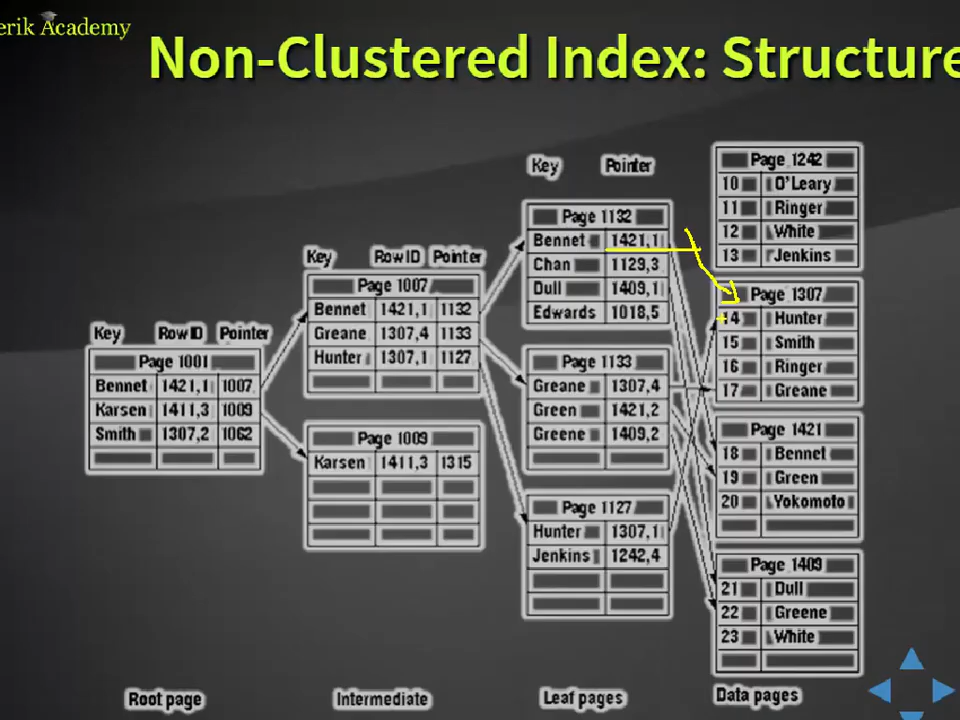 erik Academy
Non-Clustered Index: Structure
Key RowID Pointer
Page 1001
Bennet 1421,1 1007
Karsen 1411,3 1009
Smith 1307,2 1062
Root page
Key RowID Pointer
Page 1007
Bennet 1421,1 1132
Greane 1307,4 1133
Hunter 1307,1 1127
Page 1009
Karsen 1411,3 1315
Intermediate
Key Pointer
Page 1132
Bennet 1421,1
Chan 1129,3
Dull 1409,1
Edwards 1018,5
Page 1133
Greane 1307,4
Green 1421,2
Greene 1409,2
Page 1127
Hunter 1307,1
Jenkins 1242,4
Leaf pages
Page 1242
10 O'Leary
11 Ringer
12 White
13 Jenkins
Page 1307
14 Hunter
15 Smith
16 Ringer
17 Greane
Page 1421
18 Bennet
19 Green
20 Yokomoto
Page 1409
21 Dull
22 Greene
23 White
Data pages